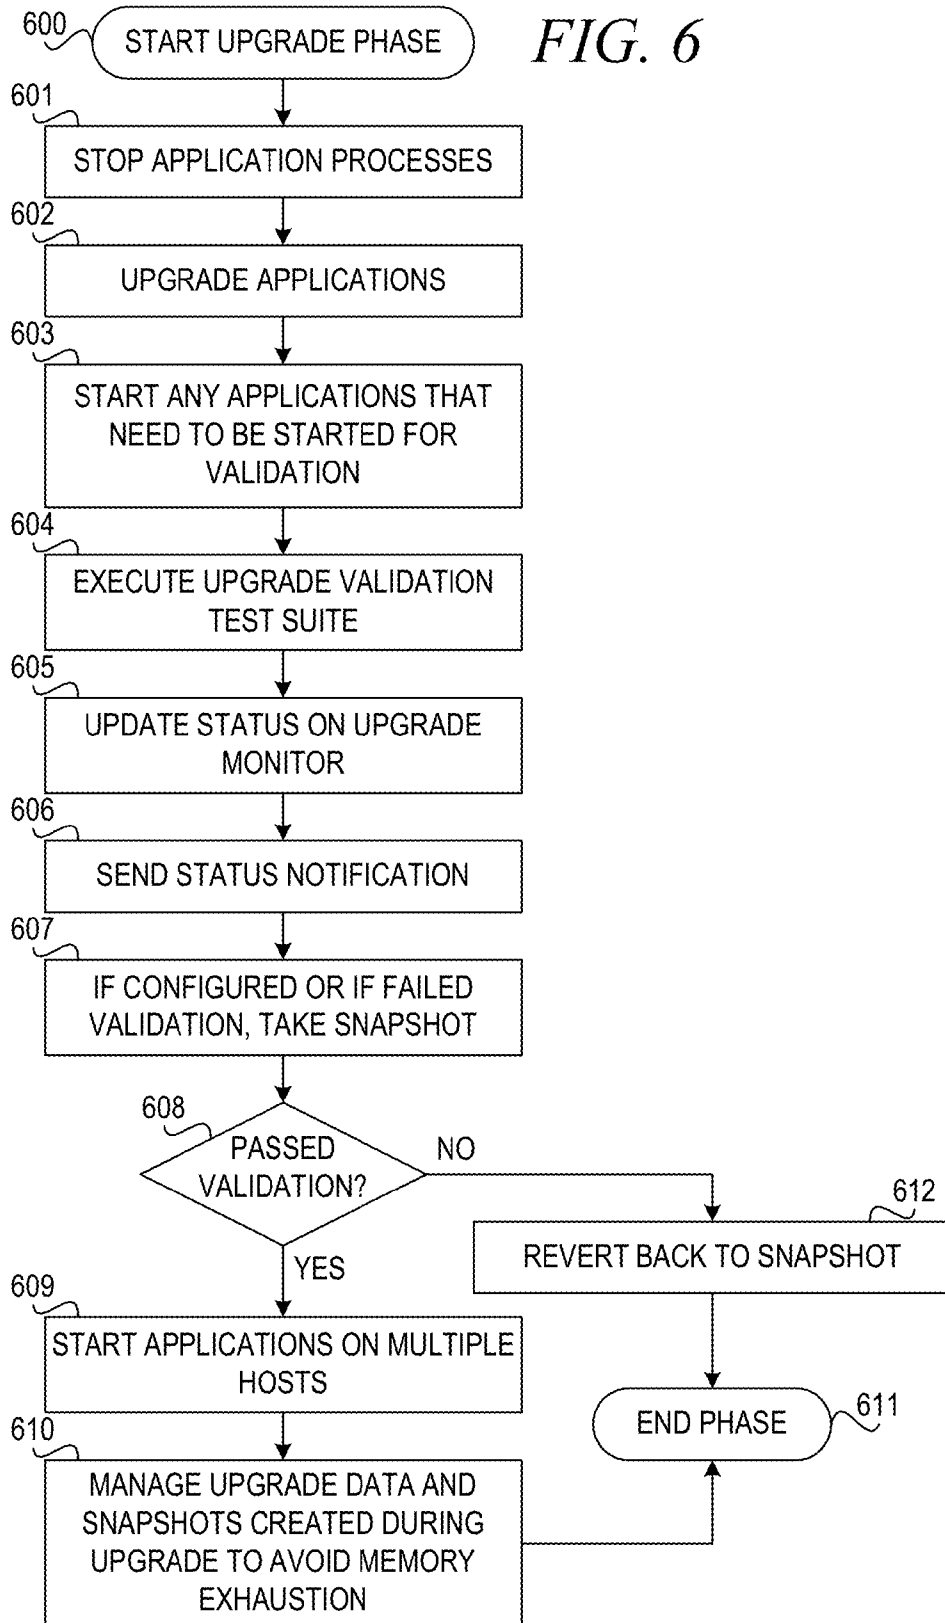 600
START UPGRADE PHASE
FIG. 6
601
STOP APPLICATION PROCESSES
602
UPGRADE APPLICATIONS
603
START ANY APPLICATIONS THAT
NEED TO BE STARTED FOR
VALIDATION
604
EXECUTE UPGRADE VALIDATION
TEST SUITE
605
UPDATE STATUS ON UPGRADE
MONITOR
606
SEND STATUS NOTIFICATION
607
IF CONFIGURED OR IF FAILED
VALIDATION, TAKE SNAPSHOT
608
PASSED
VALIDATION?
NO
612
REVERT BACK TO SNAPSHOT
YES
609
START APPLICATIONS ON MULTIPLE
HOSTS
END PHASE
611
610
MANAGE UPGRADE DATA AND
SNAPSHOTS CREATED DURING
UPGRADE TO AVOID MEMORY
EXHAUSTION